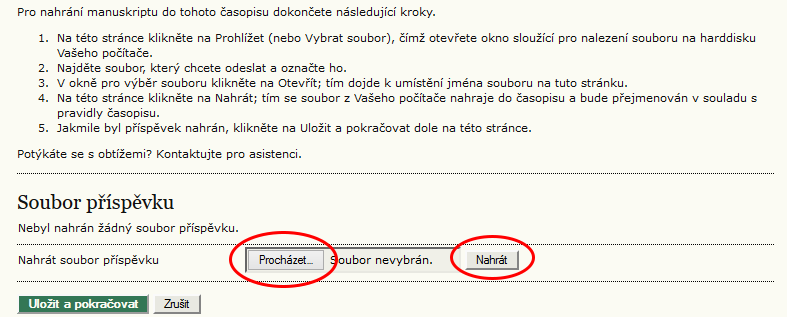 Pro nahrání manuskriptu do tohoto časopisu dokončete následující kroky.
1. Na této stránce klikněte na Prohlížet (nebo Vybrat soubor), čímž otevřete okno sloužící pro nalezení souboru na harddisku
Vašeho počítače.
2. Najděte soubor, který chcete odeslat a označte ho.
3. V okně pro výběr souboru klikněte na Otevřít; tím dojde k umístění jména souboru na tuto stránku.
4. Na této stránce klikněte na Nahrát; tím se soubor z Vašeho počítače nahraje do časopisu a bude přejmenován v souladu s
pravidly časopisu.
5. Jakmile byl příspěvek nahrán, klikněte na Uložit a pokračovat dole na této stránce.
Potýkáte se s obtížemi? Kontaktujte pro asistenci.
Soubor příspěvku
Nebyl nahrán žádný soubor příspěvku.
Nahrát soubor příspěvku Procházet... Soubor nevybrán. Nahrát
Uložit a pokračovat Zrušit